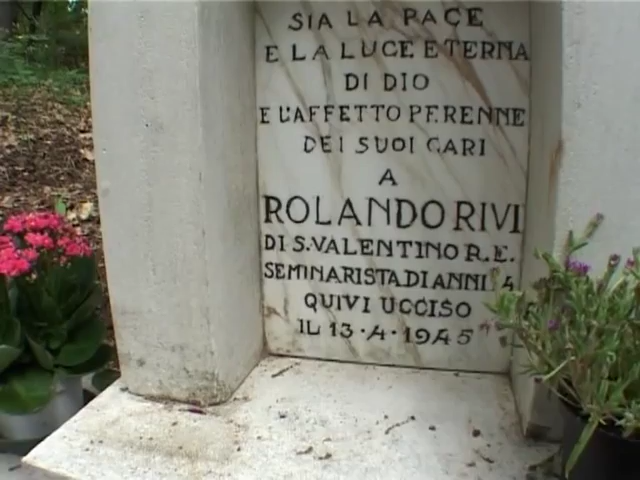 SIA LA PACE
E LA LUCE ETERNA
DI DIO
E L'AFFETTO PERENNE
DEI SUOI CARI
A
ROLANDO RIVI
DI S. VALENTINO R.E.
SEMINARISTA DI ANNI 4
QUIVI UCCISO
IL 13·4·1945